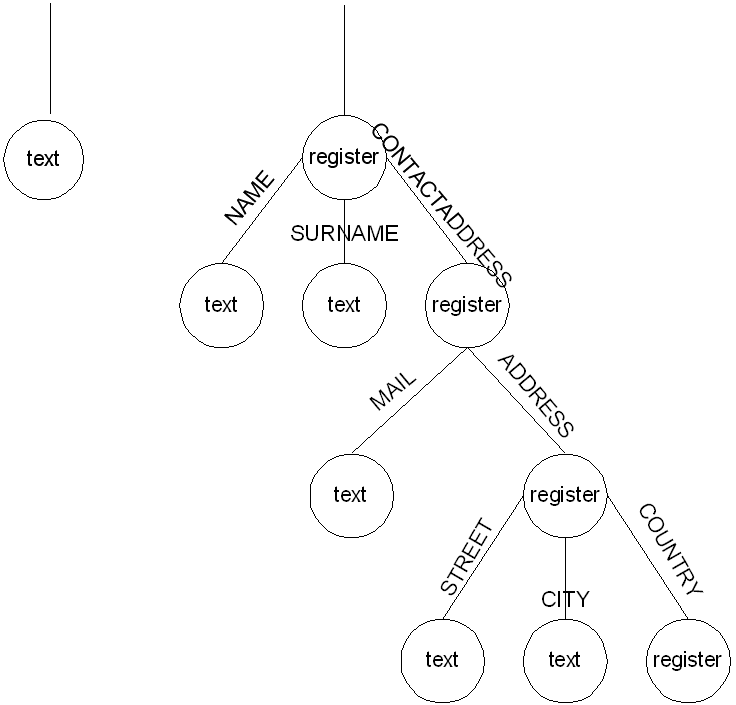 text
register
NAME
SURNAME
CONTACTADDRESS
text
text
register
MAIL
ADDRESS
text
register
STREET
CITY
COUNTRY
text
text
register